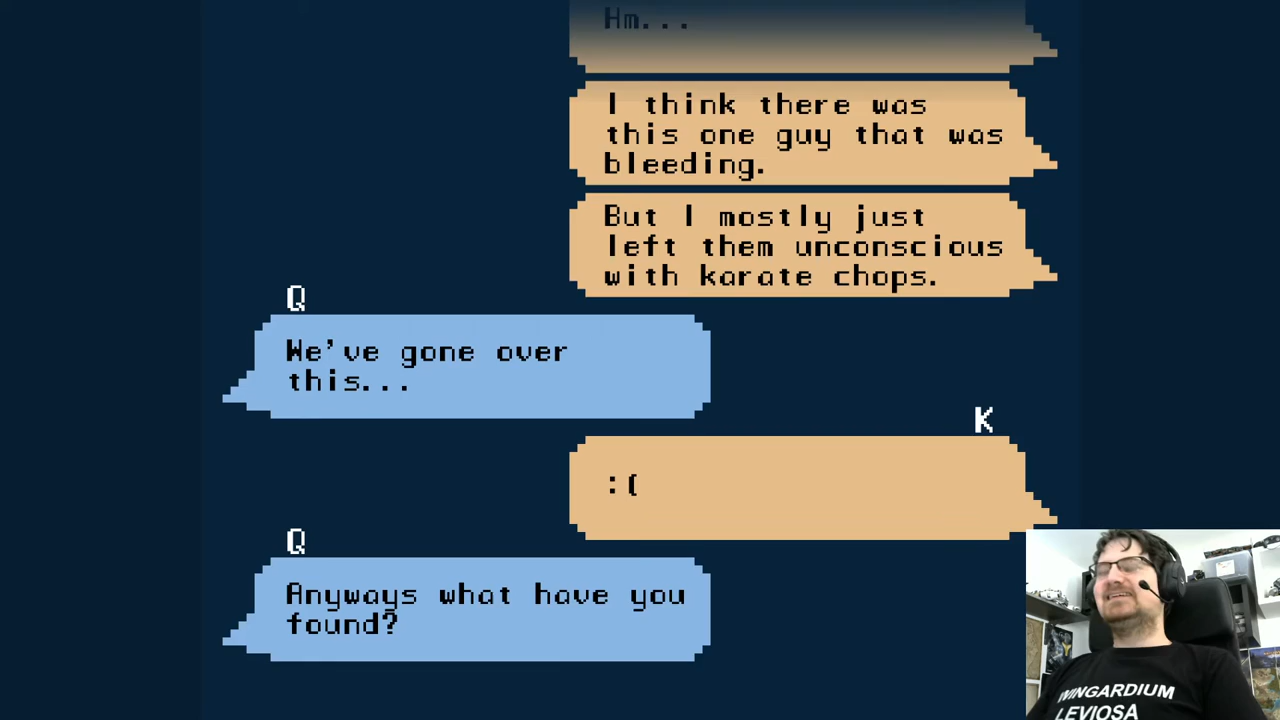 Hm...
I think there was
this one guy that was
bleeding.
But I mostly just
left them unconscious
with karate chops.
Q
We've gone over
this...
K
:(
Q
Anyways what have you
found?
WINGARDIUM
LEVIOSA